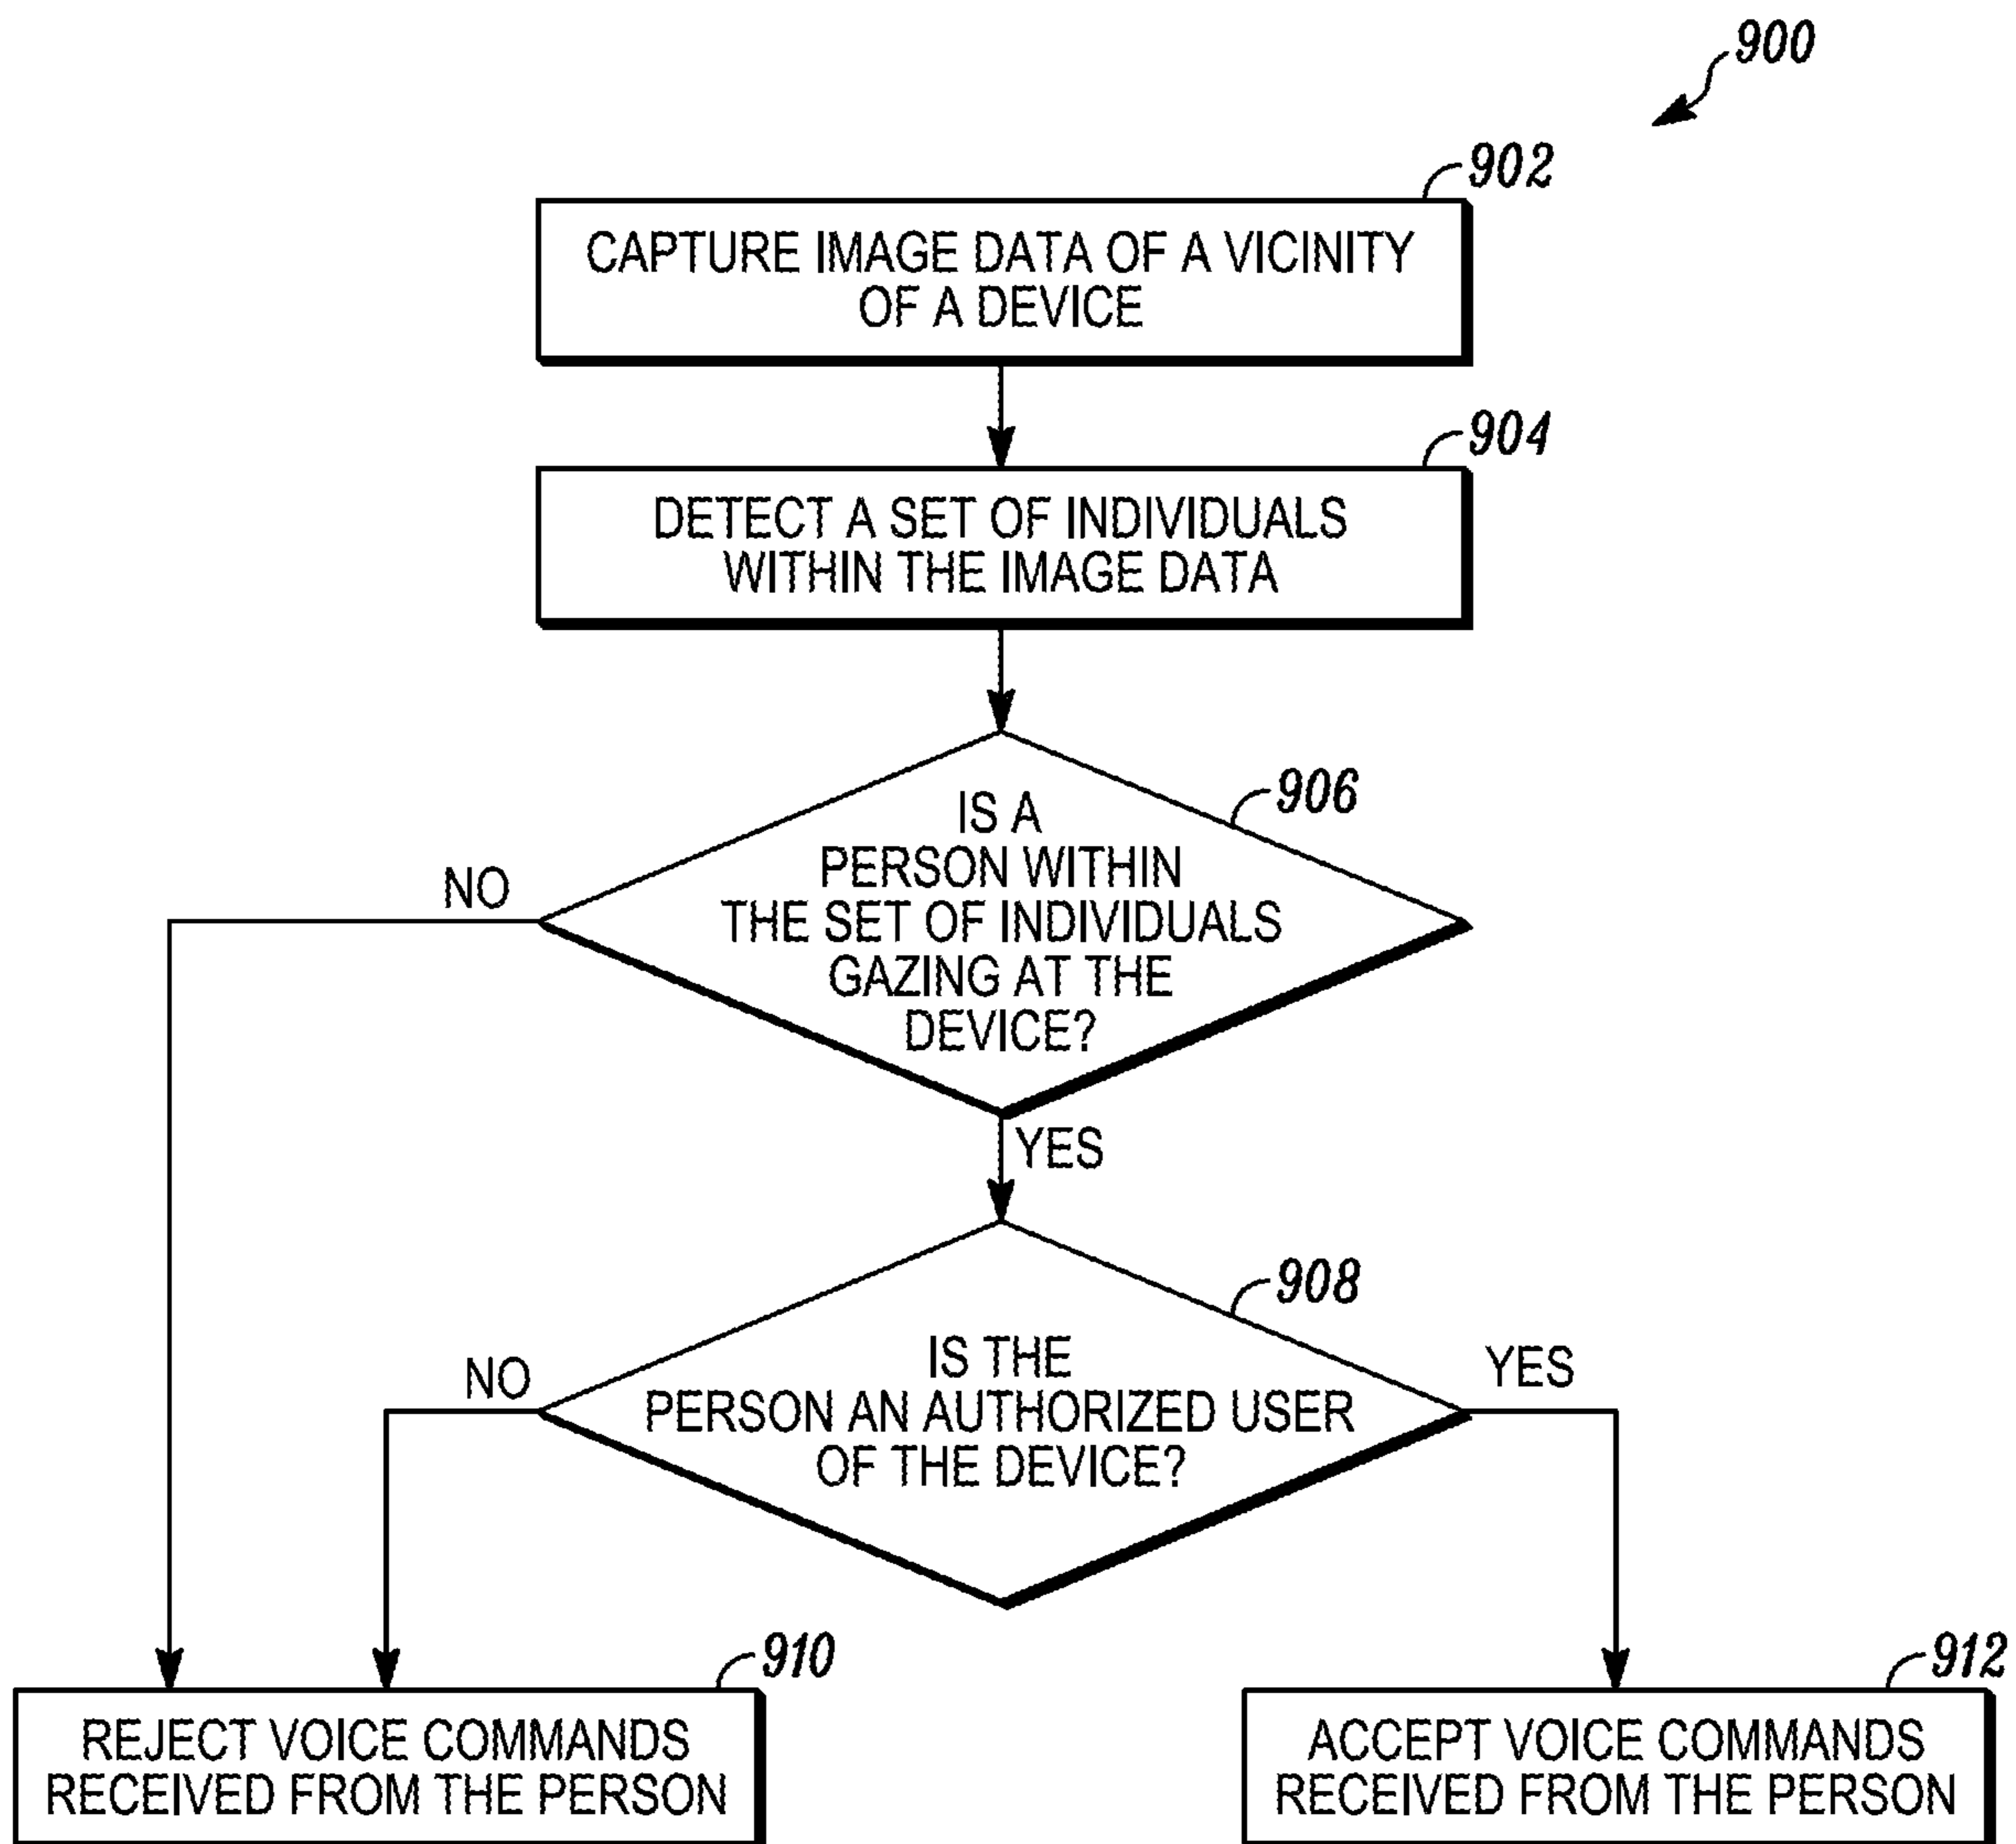 900
902
CAPTURE IMAGE DATA OF A VICINITY
OF A DEVICE
904
DETECT A SET OF INDIVIDUALS
WITHIN THE IMAGE DATA
906
IS A
PERSON WITHIN
THE SET OF INDIVIDUALS
GAZING AT THE
DEVICE?
NO
YES
908
IS THE
PERSON AN AUTHORIZED USER
OF THE DEVICE?
NO
YES
910
REJECT VOICE COMMANDS
RECEIVED FROM THE PERSON
912
ACCEPT VOICE COMMANDS
RECEIVED FROM THE PERSON